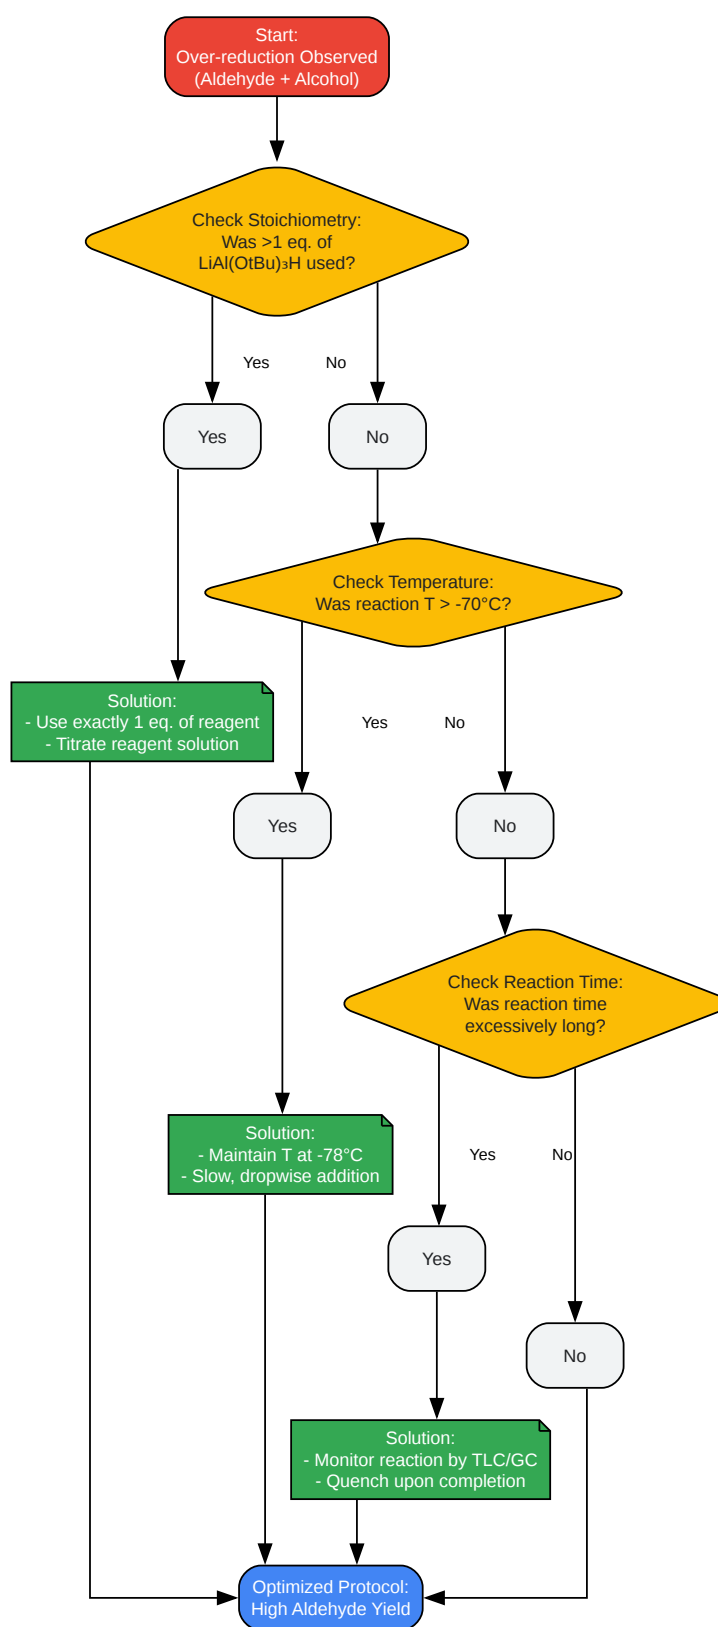 Start:
Over-reduction Observed
(Aldehyde + Alcohol)
Check Stoichiometry:
Was >1 eq. of
LiAl(OtBu)₃H used?
Yes
No
Yes
No
Check Temperature:
Was reaction T > -70°C?
Solution:
- Use exactly 1 eq. of reagent
- Titrate reagent solution
Yes
No
Yes
No
Check Reaction Time:
Was reaction time
excessively long?
Solution:
- Maintain T at -78°C
- Slow, dropwise addition
Yes
No
Yes
No
Solution:
- Monitor reaction by TLC/GC
- Quench upon completion
Optimized Protocol:
High Aldehyde Yield